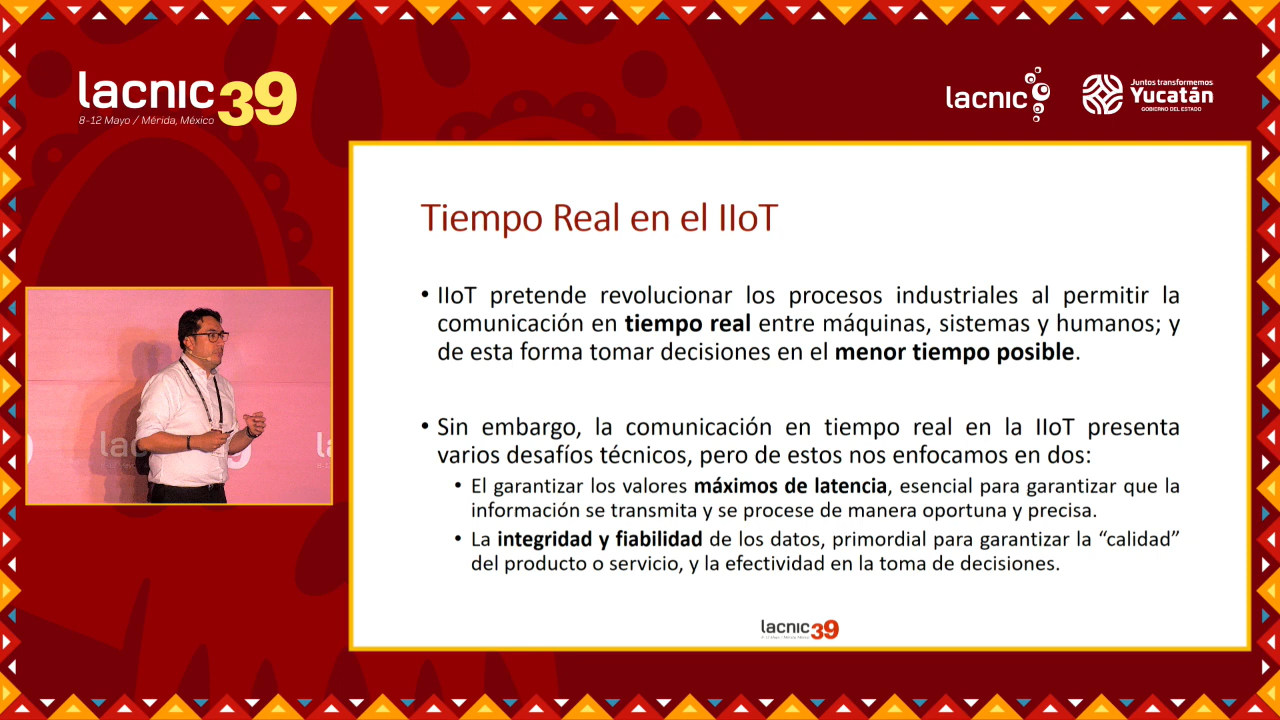 lacnic 39
8-12 Mayo / Mérida, México
lacnic
Juntos transformemos
Yucatán
GOBIERNO DEL ESTADO
Tiempo Real en el IIoT
• IIoT pretende revolucionar los procesos industriales al permitir la
comunicación en tiempo real entre máquinas, sistemas y humanos; y
de esta forma tomar decisiones en el menor tiempo posible.
• Sin embargo, la comunicación en tiempo real en la IIoT presenta
varios desafíos técnicos, pero de estos nos enfocamos en dos:
• El garantizar los valores máximos de latencia, esencial para garantizar que la
información se transmita y se procese de manera oportuna y precisa.
• La integridad y fiabilidad de los datos, primordial para garantizar la “calidad”
del producto o servicio, y la efectividad en la toma de decisiones.
lacnic 39